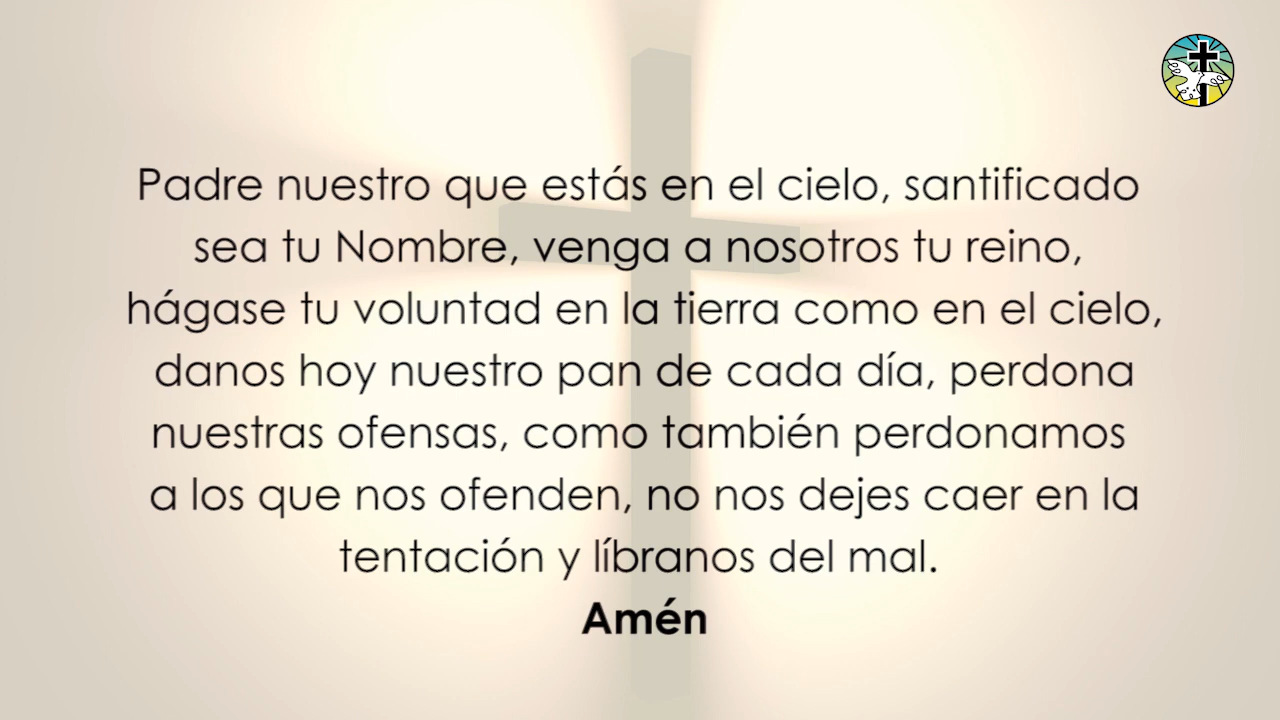 Padre nuestro que estás en el cielo, santificado
sea tu Nombre, venga a nosotros tu reino,
hágase tu voluntad en la tierra como en el cielo,
danos hoy nuestro pan de cada día, perdona
nuestras ofensas, como también perdonamos
a los que nos ofenden, no nos dejes caer en la
tentación y líbranos del mal.
Amén